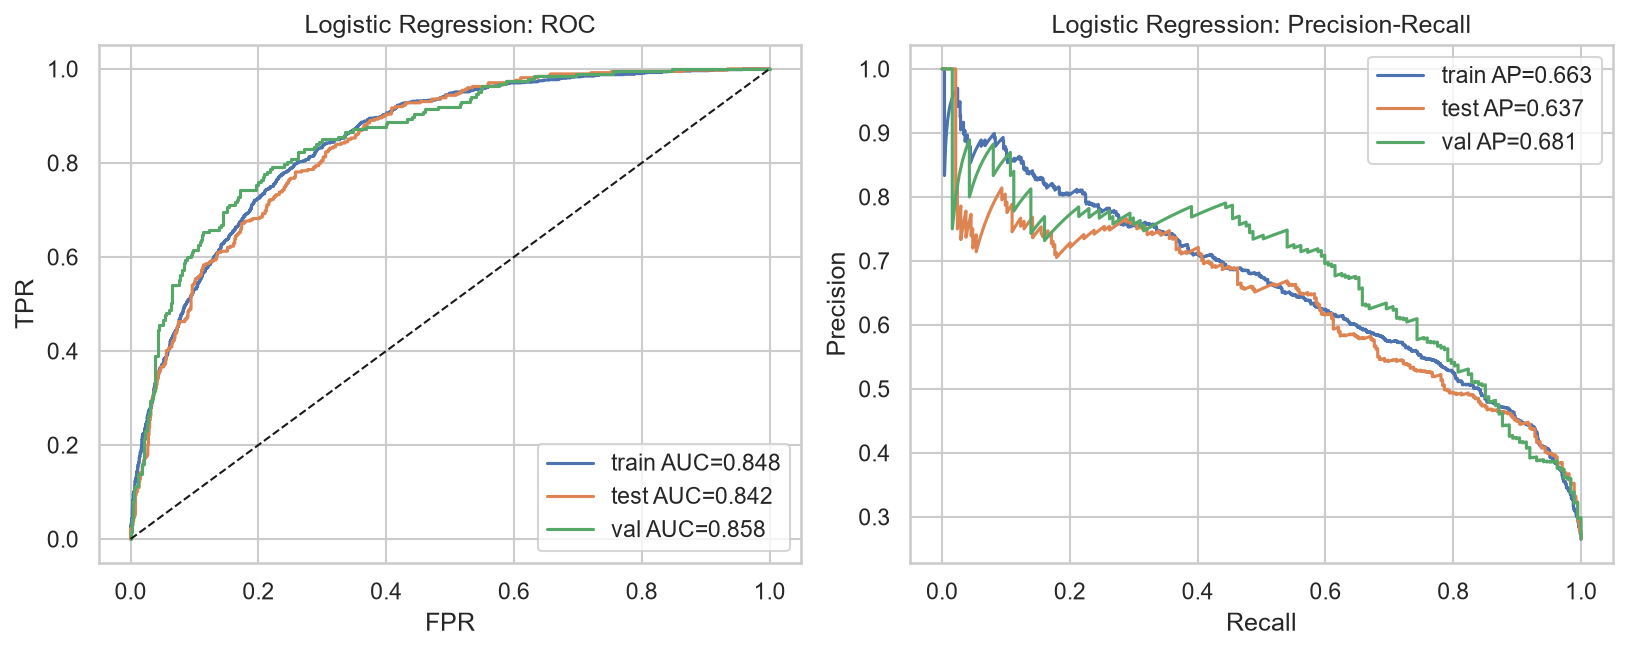 Logistic Regression: ROC
1.0
0.8
0.6
0.4
0.2
0.0
TPR
0.0 0.2 0.4 0.6 0.8 1.0
FPR
train AUC=0.848
test AUC=0.842
val AUC=0.858
Logistic Regression: Precision-Recall
1.0
0.9
0.8
0.7
0.6
0.5
0.4
0.3
Precision
0.0 0.2 0.4 0.6 0.8 1.0
Recall
train AP=0.663
test AP=0.637
val AP=0.681